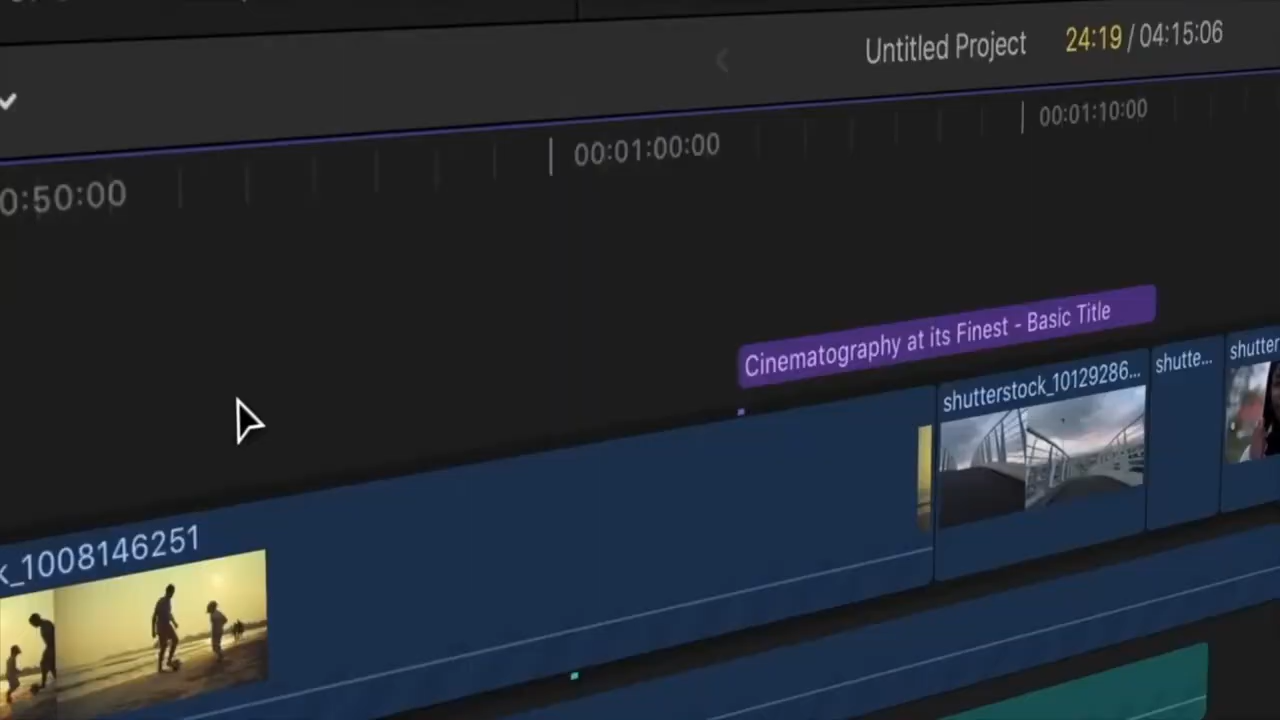 Untitled Project 24:19 / 04:15:06
0:50:00 00:01:00:00 00:01:10:00
Cinematography at its Finest - Basic Title
shutterstock_10129286... shutte... shutter
k_1008146251